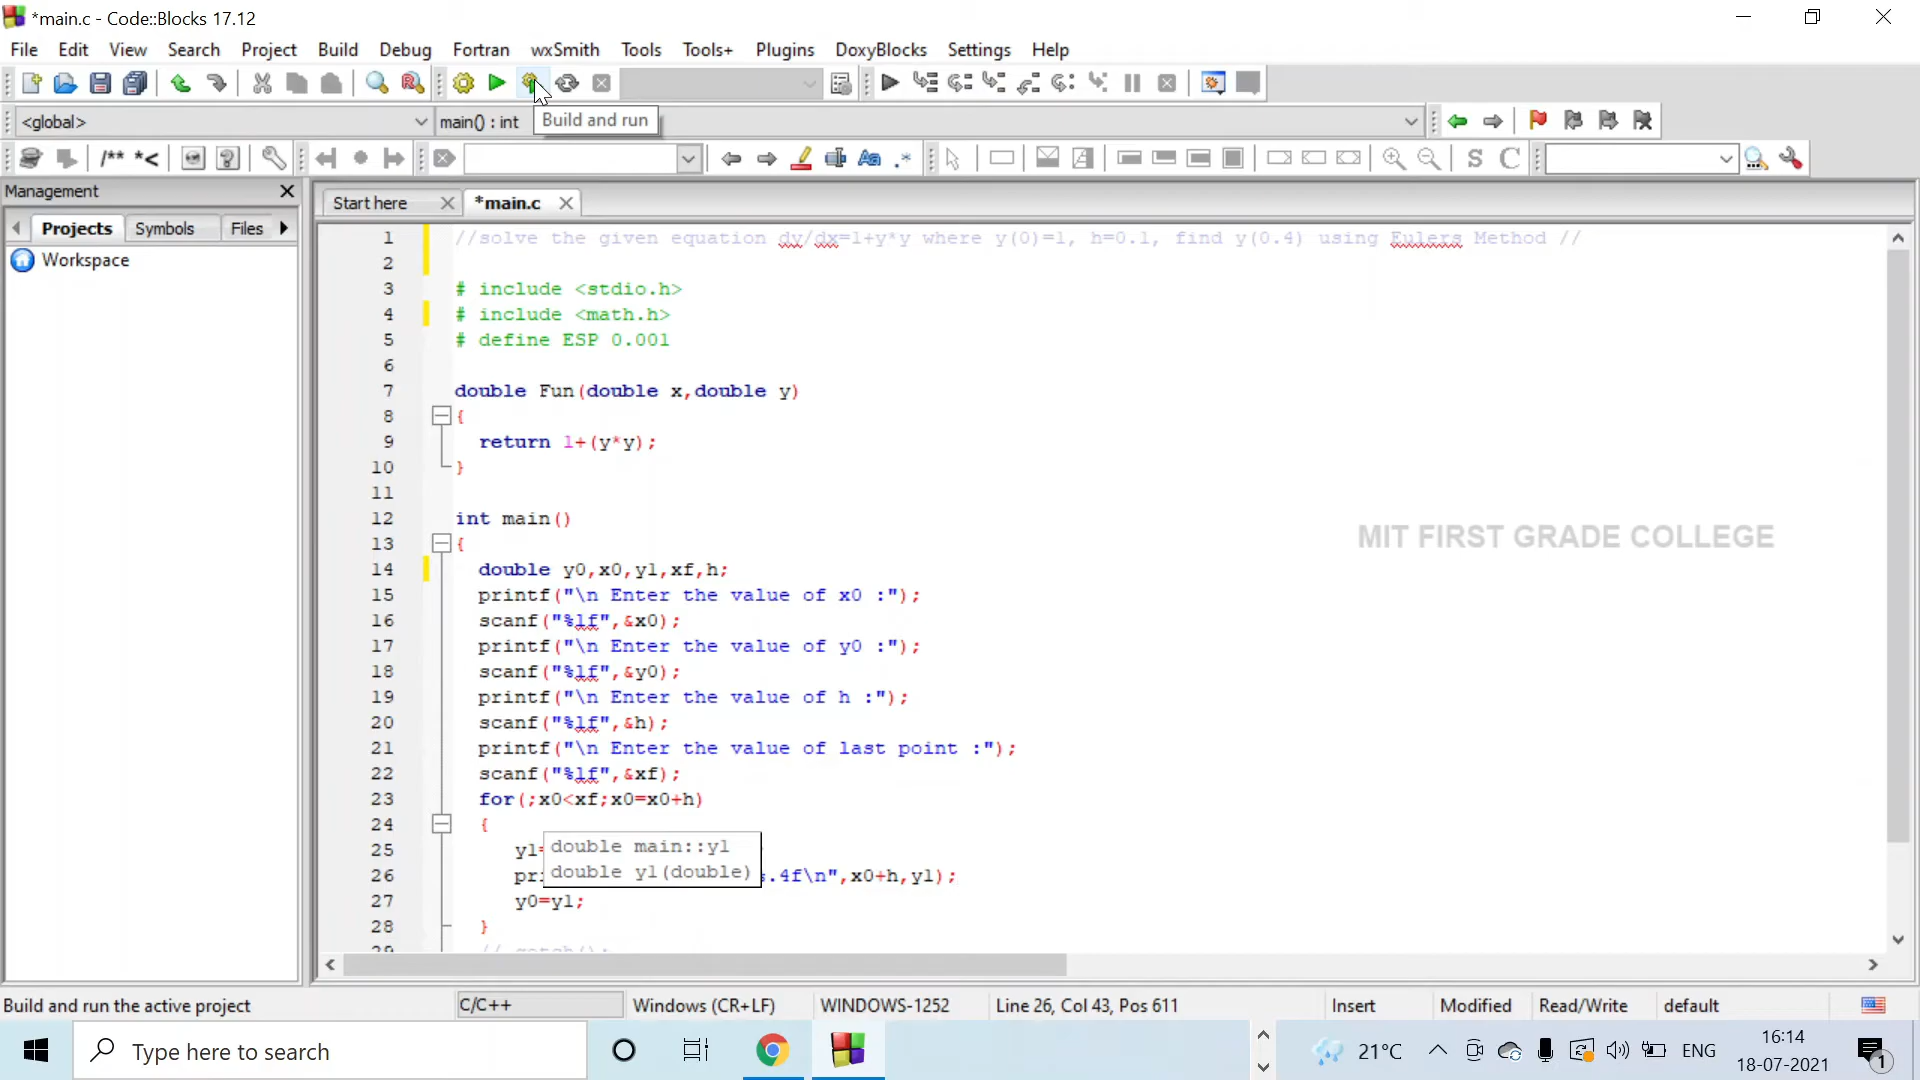 *main.c - Code::Blocks 17.12
File Edit View Search Project Build Debug Fortran wxSmith Tools Tools+ Plugins DoxyBlocks Settings Help
<global> main() : int
Build and run
/** *<
Aa .* S C
Management
Projects Symbols Files
Workspace
Start here *main.c
1 //solve the given equation dy/dx=1+y*y where y(0)=1, h=0.1, find y(0.4) using Eulers Method //
2
3 # include <stdio.h>
4 # include <math.h>
5 # define ESP 0.001
6
7 double Fun(double x,double y)
8 {
9 return 1+(y*y);
10 }
11
12 int main()
13 {
14 double y0,x0,y1,xf,h;
15 printf("\n Enter the value of x0 :");
16 scanf("%lf",&x0);
17 printf("\n Enter the value of y0 :");
18 scanf("%lf",&y0);
19 printf("\n Enter the value of h :");
20 scanf("%lf",&h);
21 printf("\n Enter the value of last point :");
22 scanf("%lf",&xf);
23 for(;x0<xf;x0=x0+h)
24 {
25 y1=
double main::y1
double y1(double)
26 pr .4f\n",x0+h,y1);
27 y0=y1;
28 }
29 // getch();
MIT FIRST GRADE COLLEGE
Build and run the active project C/C++ Windows (CR+LF) WINDOWS-1252 Line 26, Col 43, Pos 611 Insert Modified Read/Write default
Type here to search
21°C ENG
16:14
18-07-2021
1